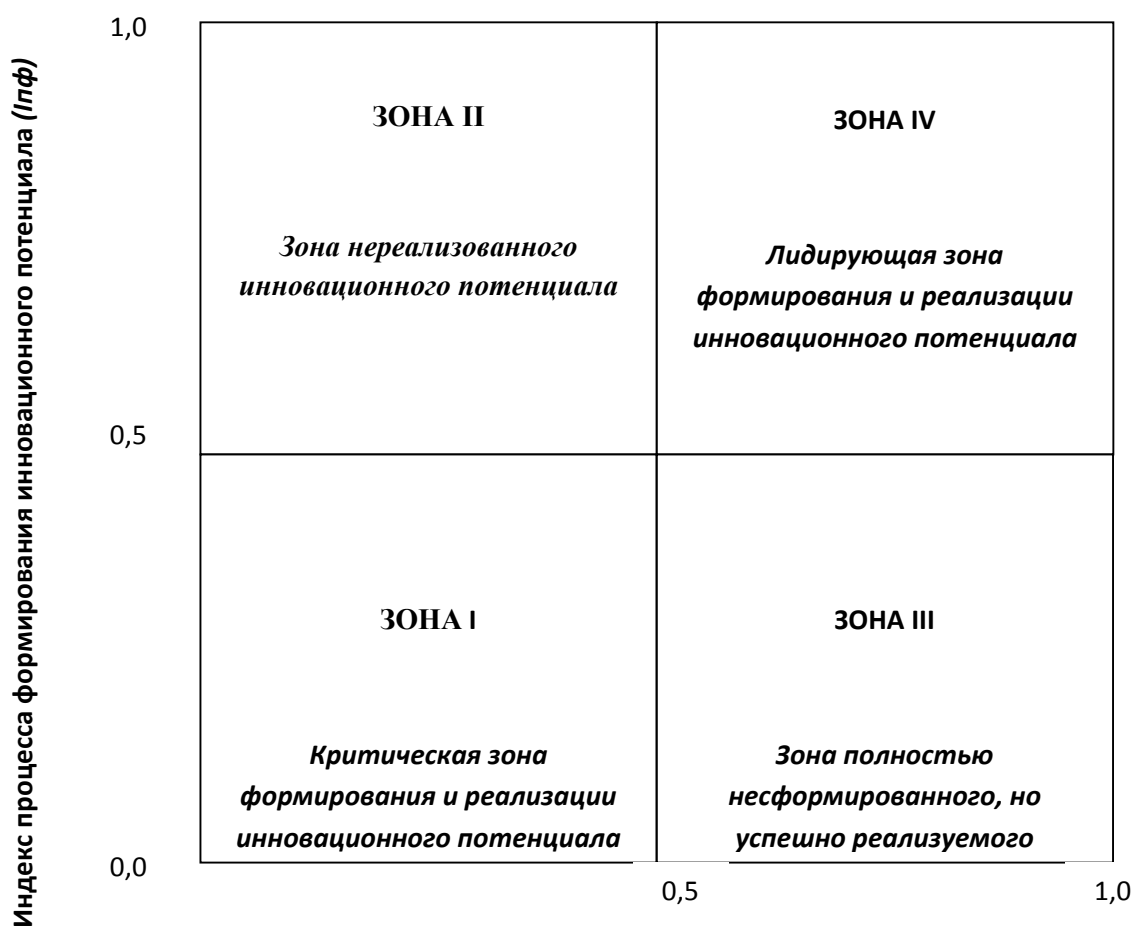 Индекс процесса формирования инновационного потенциала (Iпф)
1,0
ЗОНА II
Зона нереализованного
инновационного потенциала
ЗОНА IV
Лидирующая зона
формирования и реализации
инновационного потенциала
0,5
ЗОНА I
Критическая зона
формирования и реализации
инновационного потенциала
ЗОНА III
Зона полностью
несформированного, но
успешно реализуемого
0,0
0,5
1,0